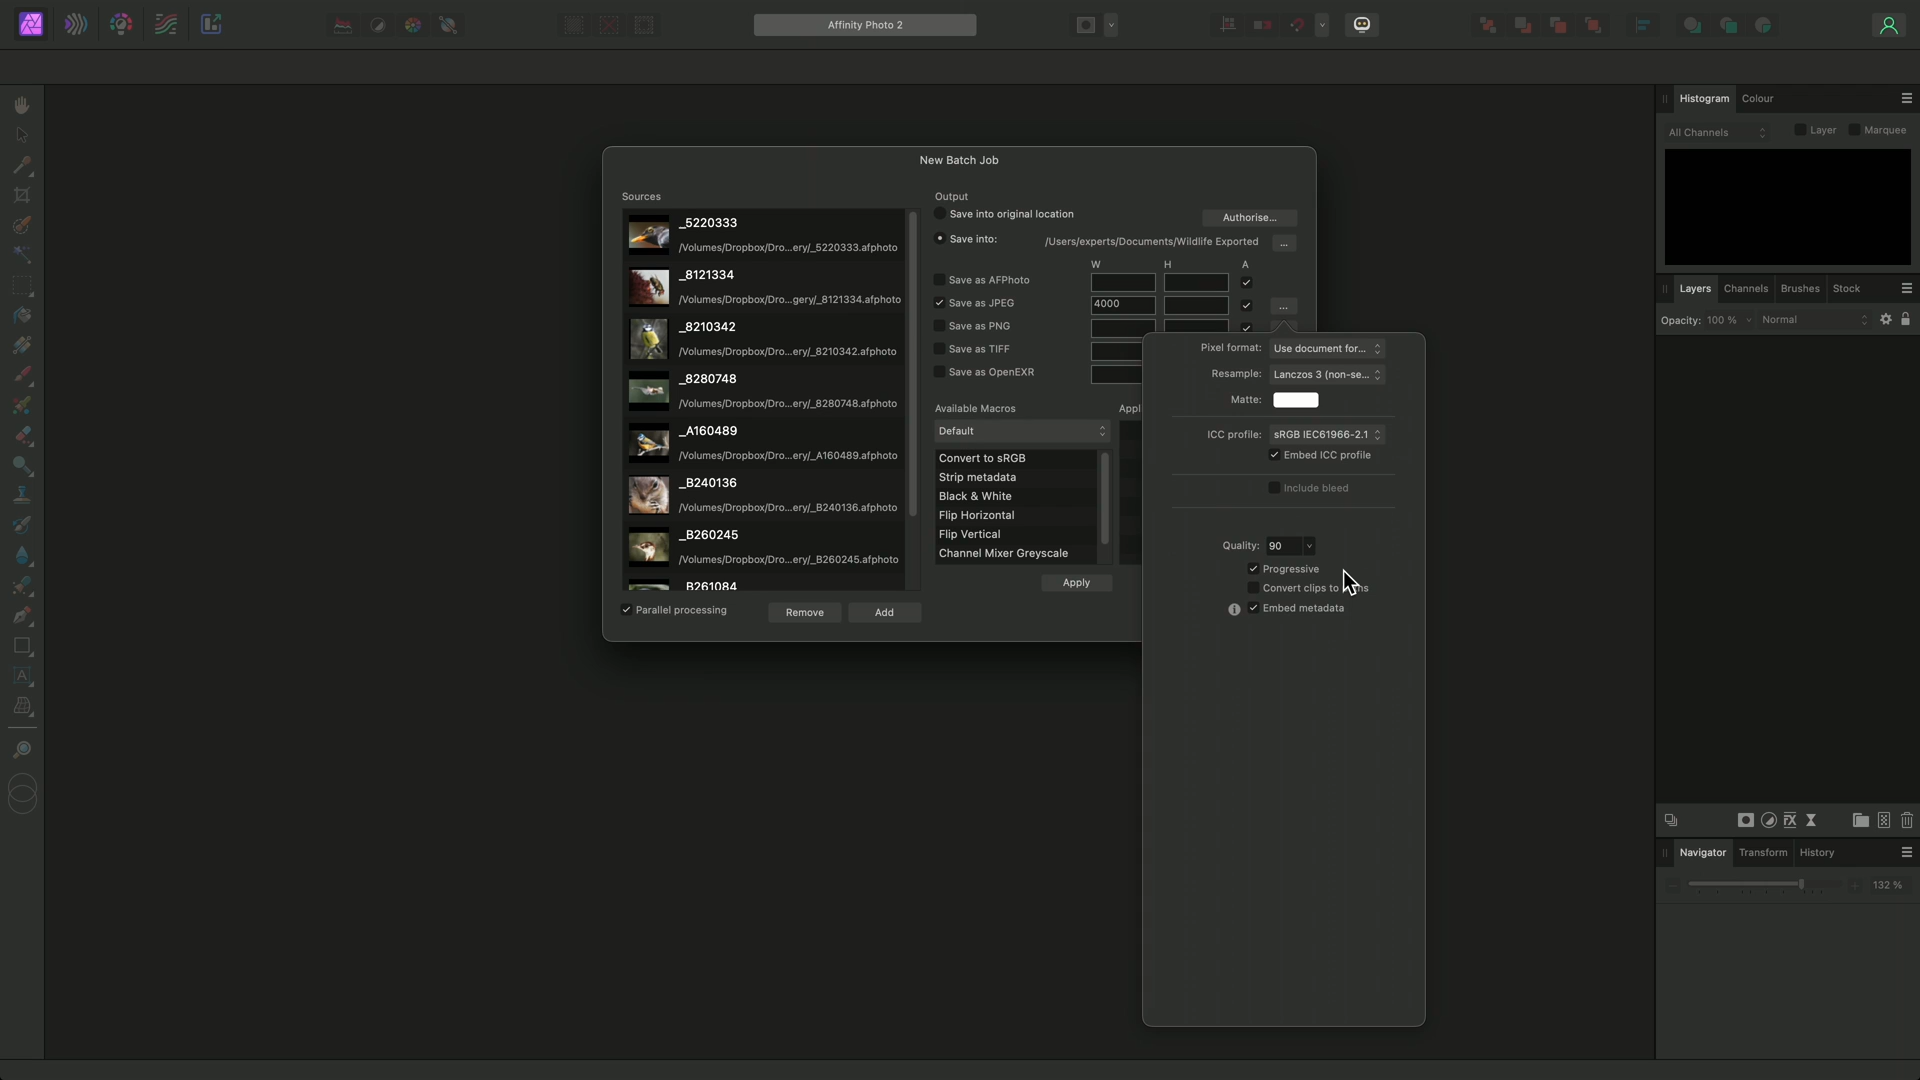 Affinity Photo 2
Histogram
Colour
All Channels
Layer
Marquee
New Batch Job
Sources
_5220333
/Volumes/Dropbox/Dro...ery/_5220333.afphoto
_8121334
/Volumes/Dropbox/Dro...gery/_8121334.afphoto
_8210342
/Volumes/Dropbox/Dro...ery/_8210342.afphoto
_8280748
/Volumes/Dropbox/Dro...ery/_8280748.afphoto
_A160489
/Volumes/Dropbox/Dro...ery/_A160489.afphoto
_B240136
/Volumes/Dropbox/Dro...ery/_B240136.afphoto
_B260245
/Volumes/Dropbox/Dro...ery/_B260245.afphoto
_B261084
Parallel processing
Remove
Add
Output
Save into original location
Authorise...
Save into:
/Users/experts/Documents/Wildlife Exported
...
W H A
Save as AFPhoto
Save as JPEG
4000
...
Save as PNG
Save as TIFF
Save as OpenEXR
Available Macros
Appl
Default
Convert to sRGB
Strip metadata
Black & White
Flip Horizontal
Flip Vertical
Channel Mixer Greyscale
Apply
Pixel format: Use document for...
Resample: Lanczos 3 (non-se...
Matte:
ICC profile: sRGB IEC61966-2.1
Embed ICC profile
Include bleed
Quality: 90
Progressive
Convert clips to
Embed metadata
Layers
Channels
Brushes
Stock
Opacity: 100 %
Normal
Navigator
Transform
History
132 %